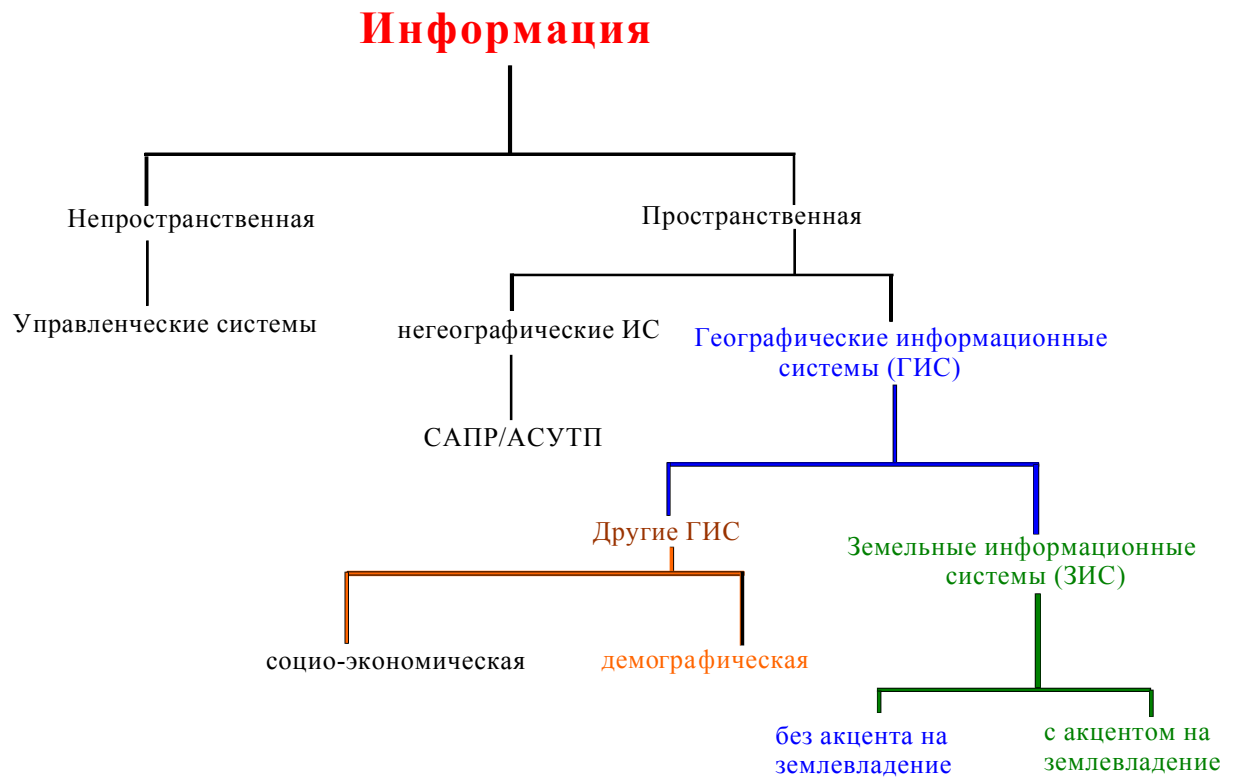 Информация
Непространственная
Пространственная
Управленческие системы
негеографические ИС
Географические информационные
системы (ГИС)
САПР/АСУТП
Другие ГИС
Земельные информационные
системы (ЗИС)
социо-экономическая
демографическая
без акцента на
землевладение
с акцентом на
землевладение